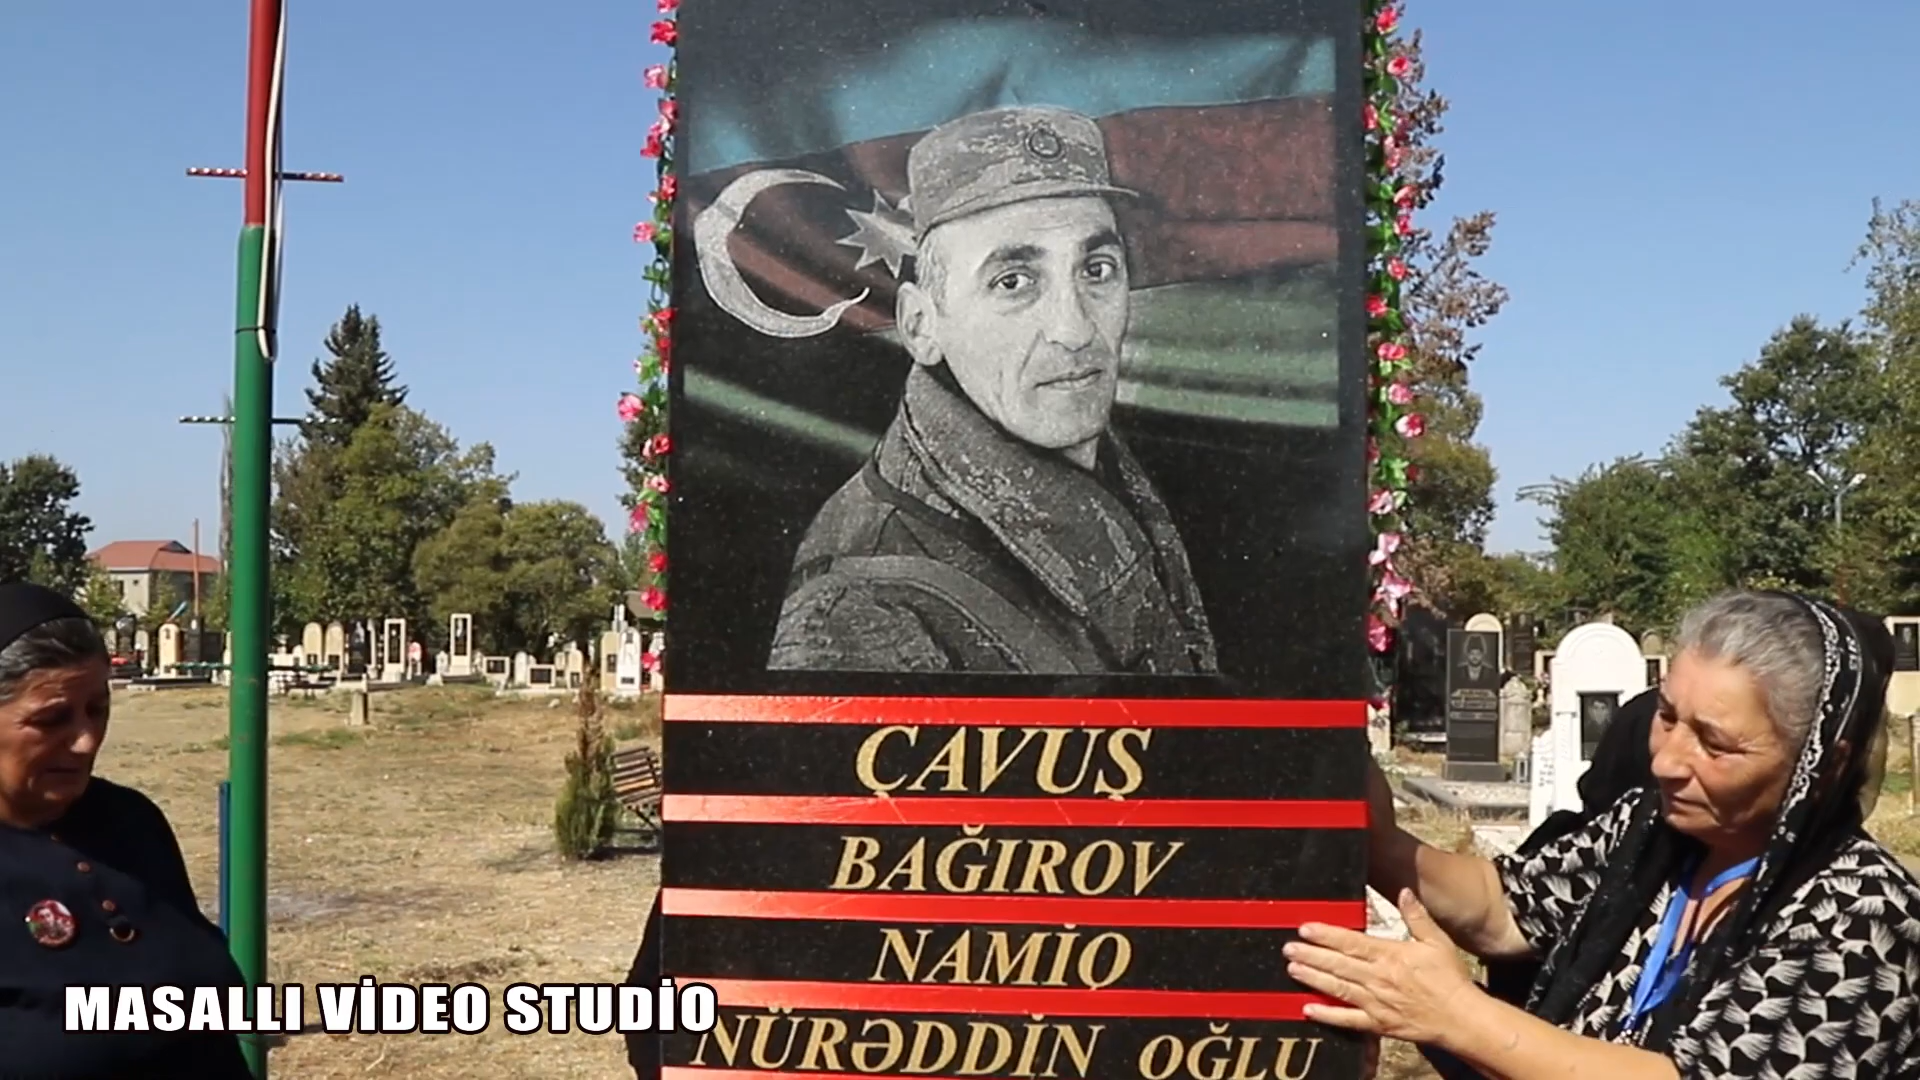 ÇAVUŞ
BAĞIROV
NAMİQ
NÜRƏDDİN OĞLU
MASALLI VİDEO STUDİO